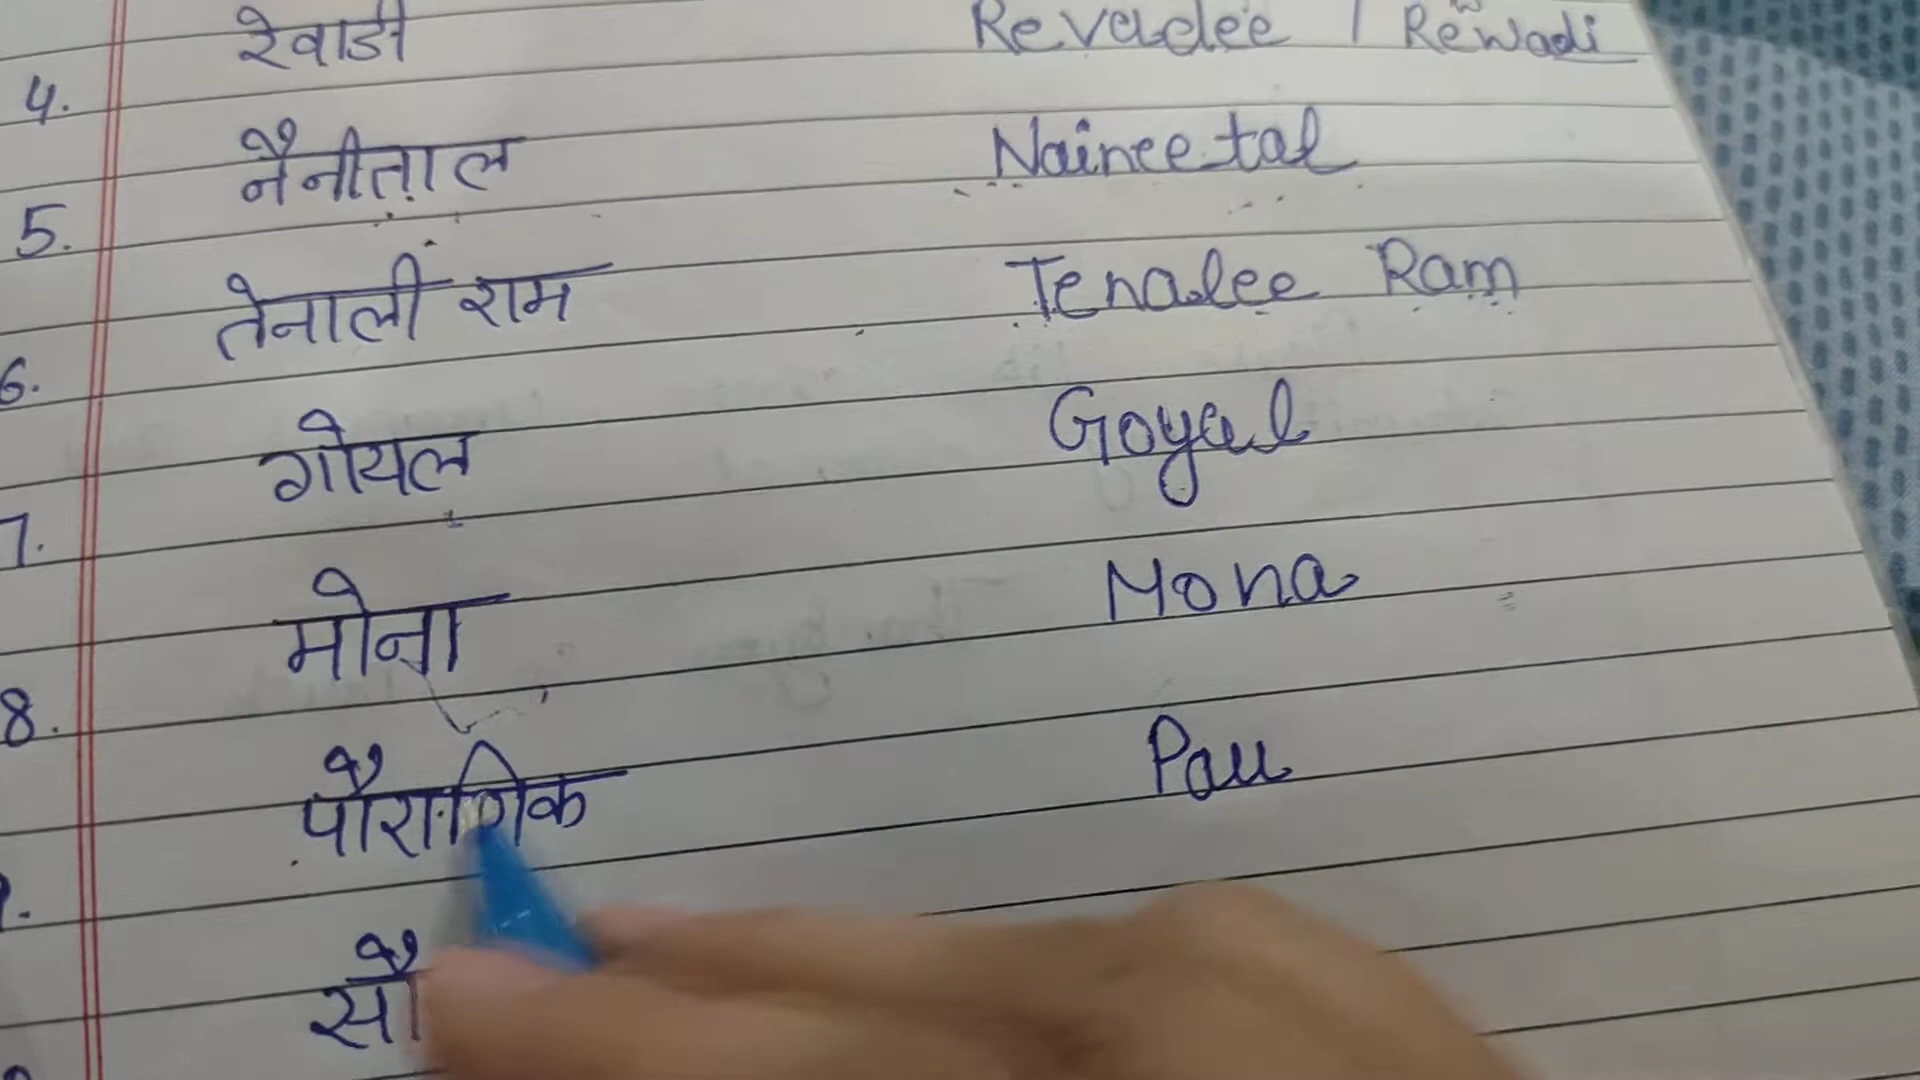 रेवाडी Revadee / Rewadi
4.
नैनीताल Naineetal
5.
तेनाली राम Tenalee Ram
6.
गोयल Goyal
7.
मोना Mona
8.
पौराणिक Pau
सौ